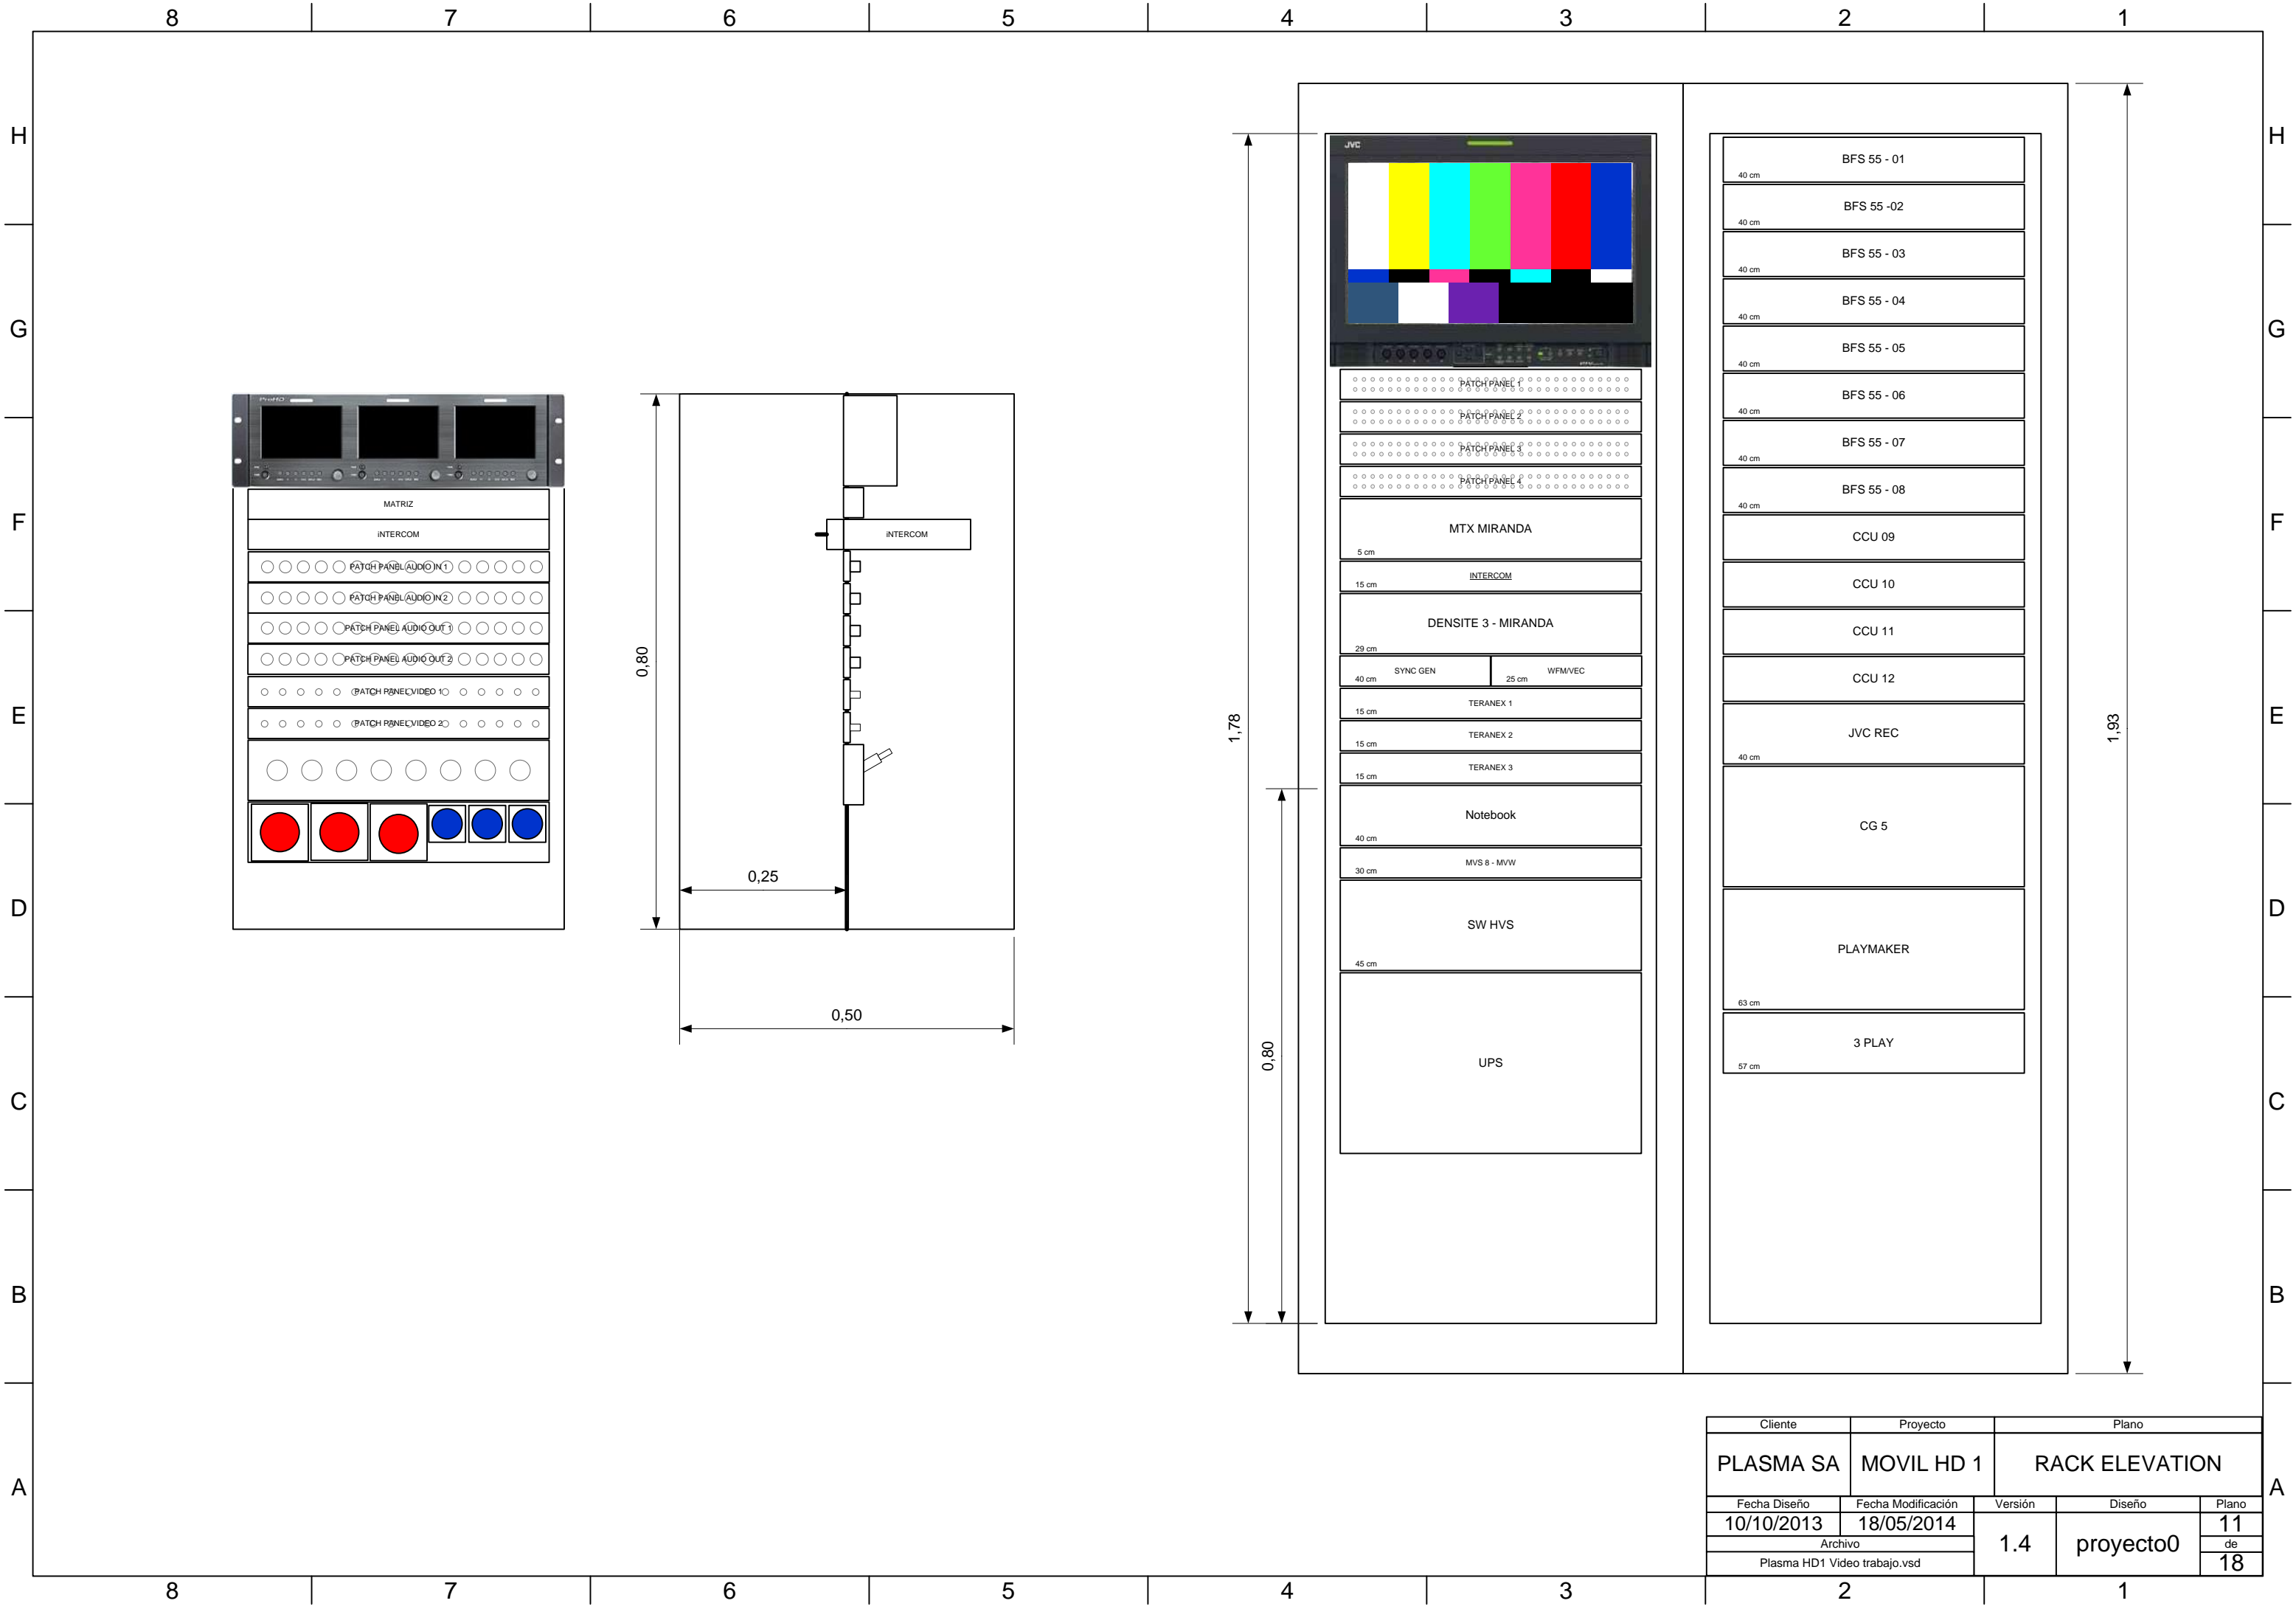 8 7 6 5 4 3 2 1
H H
G G
F F
E E
D D
C C
B B
A A
ProHD
MATRIZ
iNTERCOM
PATCH PANEL AUDIO IN 1
PATCH PANEL AUDIO IN 2
PATCH PANEL AUDIO OUT 1
PATCH PANEL AUDIO OUT 2
PATCH PANEL VIDEO 1
PATCH PANEL VIDEO 2
iNTERCOM
0,80
0,25
0,50
1,78
0,80
JVC
PATCH PANEL 1
PATCH PANEL 2
PATCH PANEL 3
PATCH PANEL 4
MTX MIRANDA
5 cm
INTERCOM
15 cm
DENSITE 3 - MIRANDA
29 cm
SYNC GEN
40 cm
WFM/VEC
25 cm
TERANEX 1
15 cm
TERANEX 2
15 cm
TERANEX 3
15 cm
Notebook
40 cm
MVS 8 - MVW
30 cm
SW HVS
45 cm
UPS
BFS 55 - 01
40 cm
BFS 55 -02
40 cm
BFS 55 - 03
40 cm
BFS 55 - 04
40 cm
BFS 55 - 05
40 cm
BFS 55 - 06
40 cm
BFS 55 - 07
40 cm
BFS 55 - 08
40 cm
CCU 09
CCU 10
CCU 11
CCU 12
JVC REC
40 cm
CG 5
PLAYMAKER
63 cm
3 PLAY
57 cm
1,93
Cliente Proyecto Plano
PLASMA SA MOVIL HD 1 RACK ELEVATION
Fecha Diseño Fecha Modificación Versión Diseño Plano
10/10/2013 18/05/2014 1.4 proyecto0 11
Archivo de
Plasma HD1 Video trabajo.vsd 18
8 7 6 5 4 3 2 1